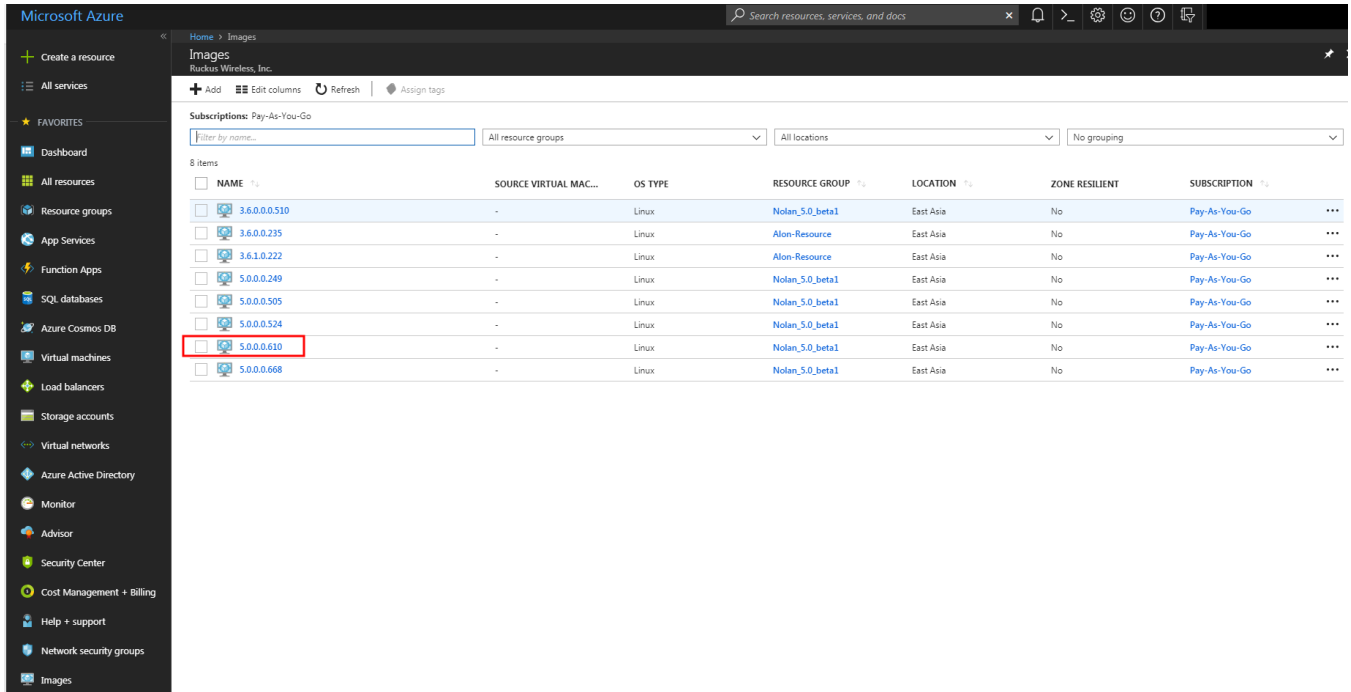 Microsoft Azure
Search resources, services, and docs
Create a resource
All services
FAVORITES
Dashboard
All resources
Resource groups
App Services
Function Apps
SQL databases
Azure Cosmos DB
Virtual machines
Load balancers
Storage accounts
Virtual networks
Azure Active Directory
Monitor
Advisor
Security Center
Cost Management + Billing
Help + support
Network security groups
Images
Home > Images
Images
Ruckus Wireless, Inc.
Add Edit columns Refresh Assign tags
Subscriptions: Pay-As-You-Go
Filter by name... All resource groups All locations No grouping
8 items
NAME SOURCE VIRTUAL MAC... OS TYPE RESOURCE GROUP LOCATION ZONE RESILIENT SUBSCRIPTION
3.6.0.0.0.510 - Linux Nolan_5.0_beta1 East Asia No Pay-As-You-Go ...
3.6.0.0.235 - Linux Alon-Resource East Asia No Pay-As-You-Go ...
3.6.1.0.222 - Linux Alon-Resource East Asia No Pay-As-You-Go ...
5.0.0.0.249 - Linux Nolan_5.0_beta1 East Asia No Pay-As-You-Go ...
5.0.0.0.505 - Linux Nolan_5.0_beta1 East Asia No Pay-As-You-Go ...
5.0.0.0.524 - Linux Nolan_5.0_beta1 East Asia No Pay-As-You-Go ...
5.0.0.0.610 - Linux Nolan_5.0_beta1 East Asia No Pay-As-You-Go ...
5.0.0.0.668 - Linux Nolan_5.0_beta1 East Asia No Pay-As-You-Go ...